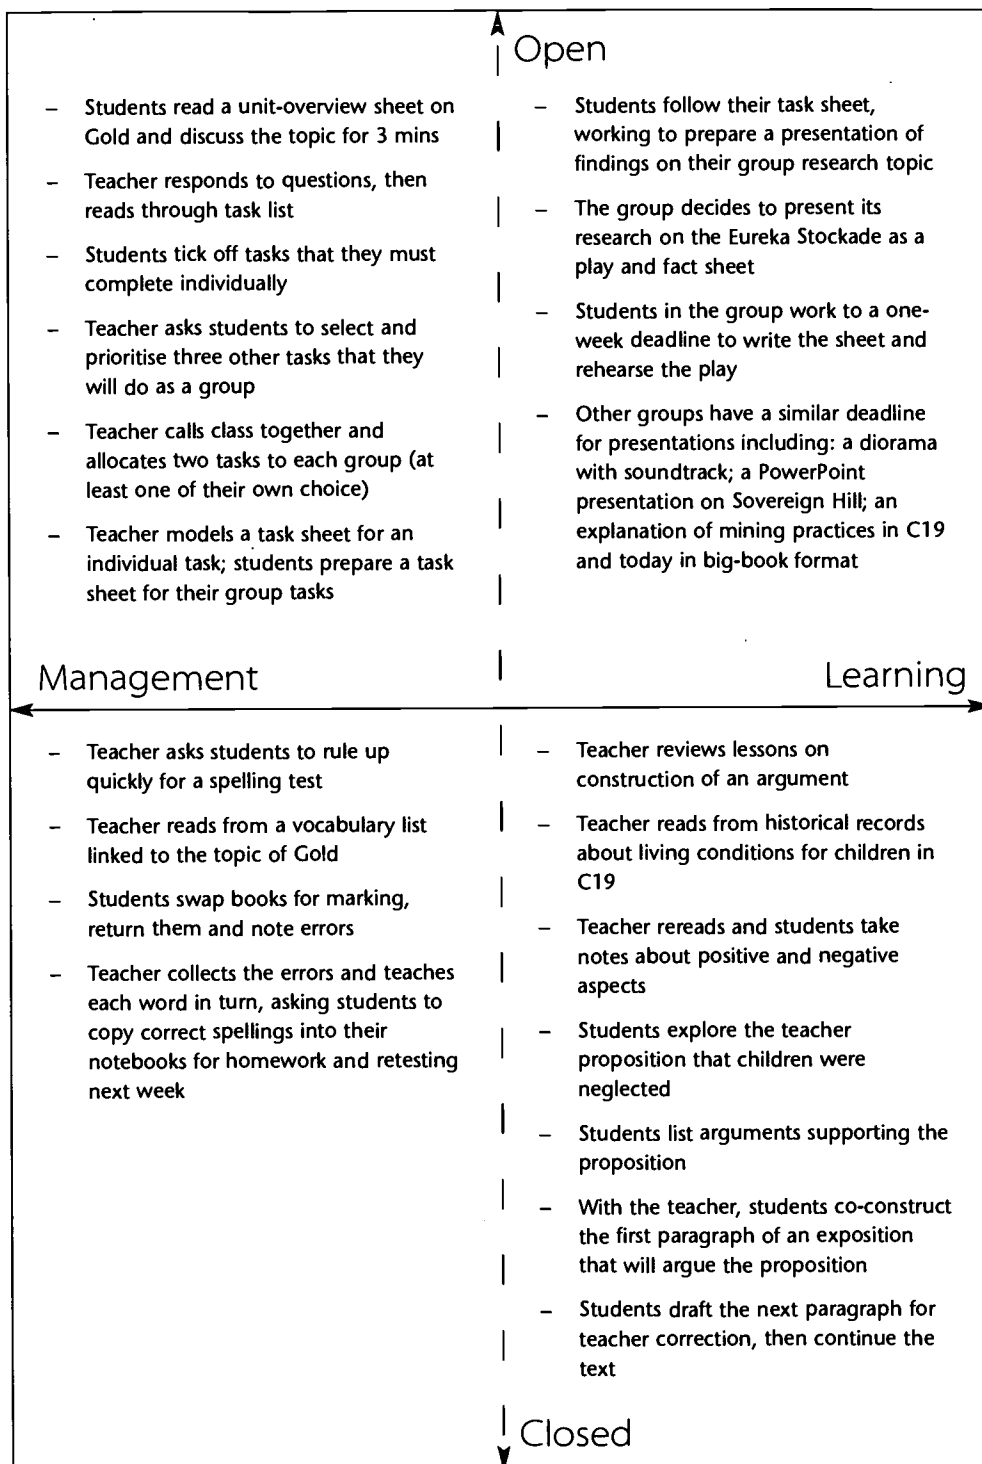 Open
– Students read a unit-overview sheet on
Gold and discuss the topic for 3 mins
– Teacher responds to questions, then
reads through task list
– Students tick off tasks that they must
complete individually
– Teacher asks students to select and
prioritise three other tasks that they
will do as a group
– Teacher calls class together and
allocates two tasks to each group (at
least one of their own choice)
– Teacher models a task sheet for an
individual task; students prepare a task
sheet for their group tasks
– Students follow their task sheet,
working to prepare a presentation of
findings on their group research topic
– The group decides to present its
research on the Eureka Stockade as a
play and fact sheet
– Students in the group work to a one-
week deadline to write the sheet and
rehearse the play
– Other groups have a similar deadline
for presentations including: a diorama
with soundtrack; a PowerPoint
presentation on Sovereign Hill; an
explanation of mining practices in C19
and today in big-book format
Management
Learning
– Teacher asks students to rule up
quickly for a spelling test
– Teacher reads from a vocabulary list
linked to the topic of Gold
– Students swap books for marking,
return them and note errors
– Teacher collects the errors and teaches
each word in turn, asking students to
copy correct spellings into their
notebooks for homework and retesting
next week
– Teacher reviews lessons on
construction of an argument
– Teacher reads from historical records
about living conditions for children in
C19
– Teacher rereads and students take
notes about positive and negative
aspects
– Students explore the teacher
proposition that children were
neglected
– Students list arguments supporting the
proposition
– With the teacher, students co-construct
the first paragraph of an exposition
that will argue the proposition
– Students draft the next paragraph for
teacher correction, then continue the
text
Closed